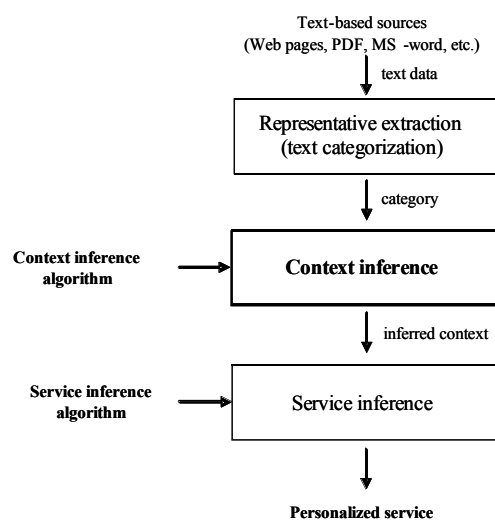 Text-based sources
(Web pages, PDF, MS -word, etc.)
text data
Representative extraction
(text categorization)
category
Context inference
algorithm
Context inference
inferred context
Service inference
algorithm
Service inference
Personalized service